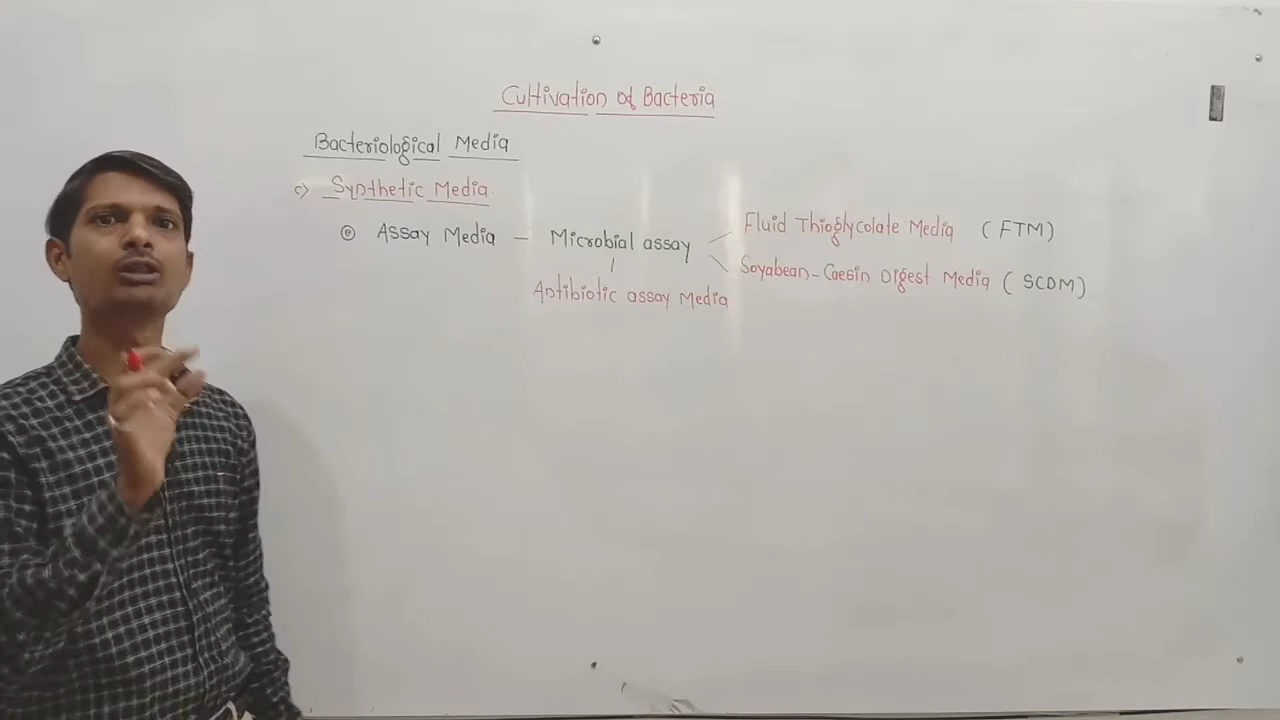 Cultivation of Bacteria
Bacteriological Media
c) Synthetic Media
⊙ Assay Media — Microbial assay
Fluid Thioglycolate Media (FTM)
Soyabean-Caesin Digest Media (SCDM)
Antibiotic assay Media